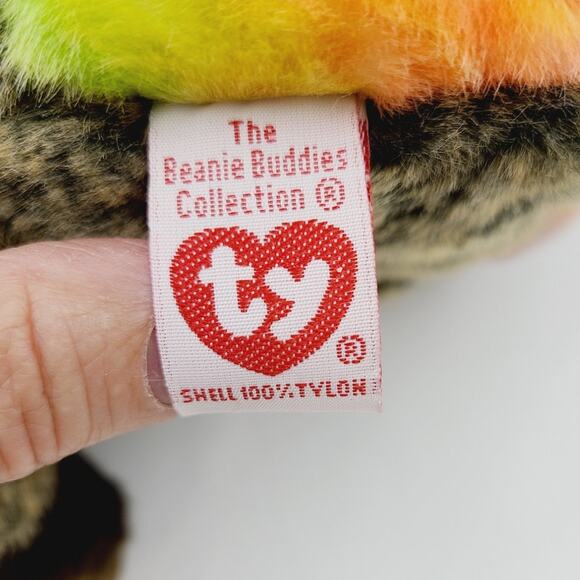 The
Beanie Buddies
Collection ®
ty
®
SHELL 100% TYLON